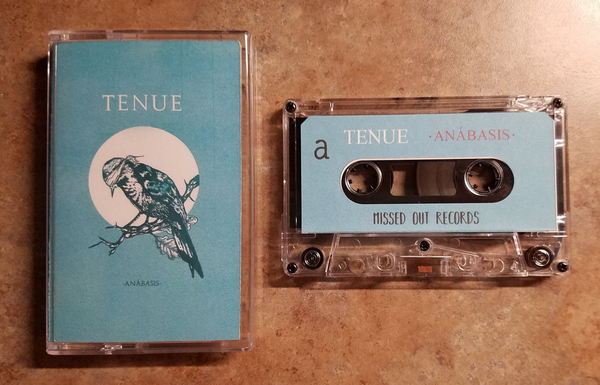 TENUE
·ANÁBASIS·
a
TENUE ·ANÁBASIS·
MISSED OUT RECORDS